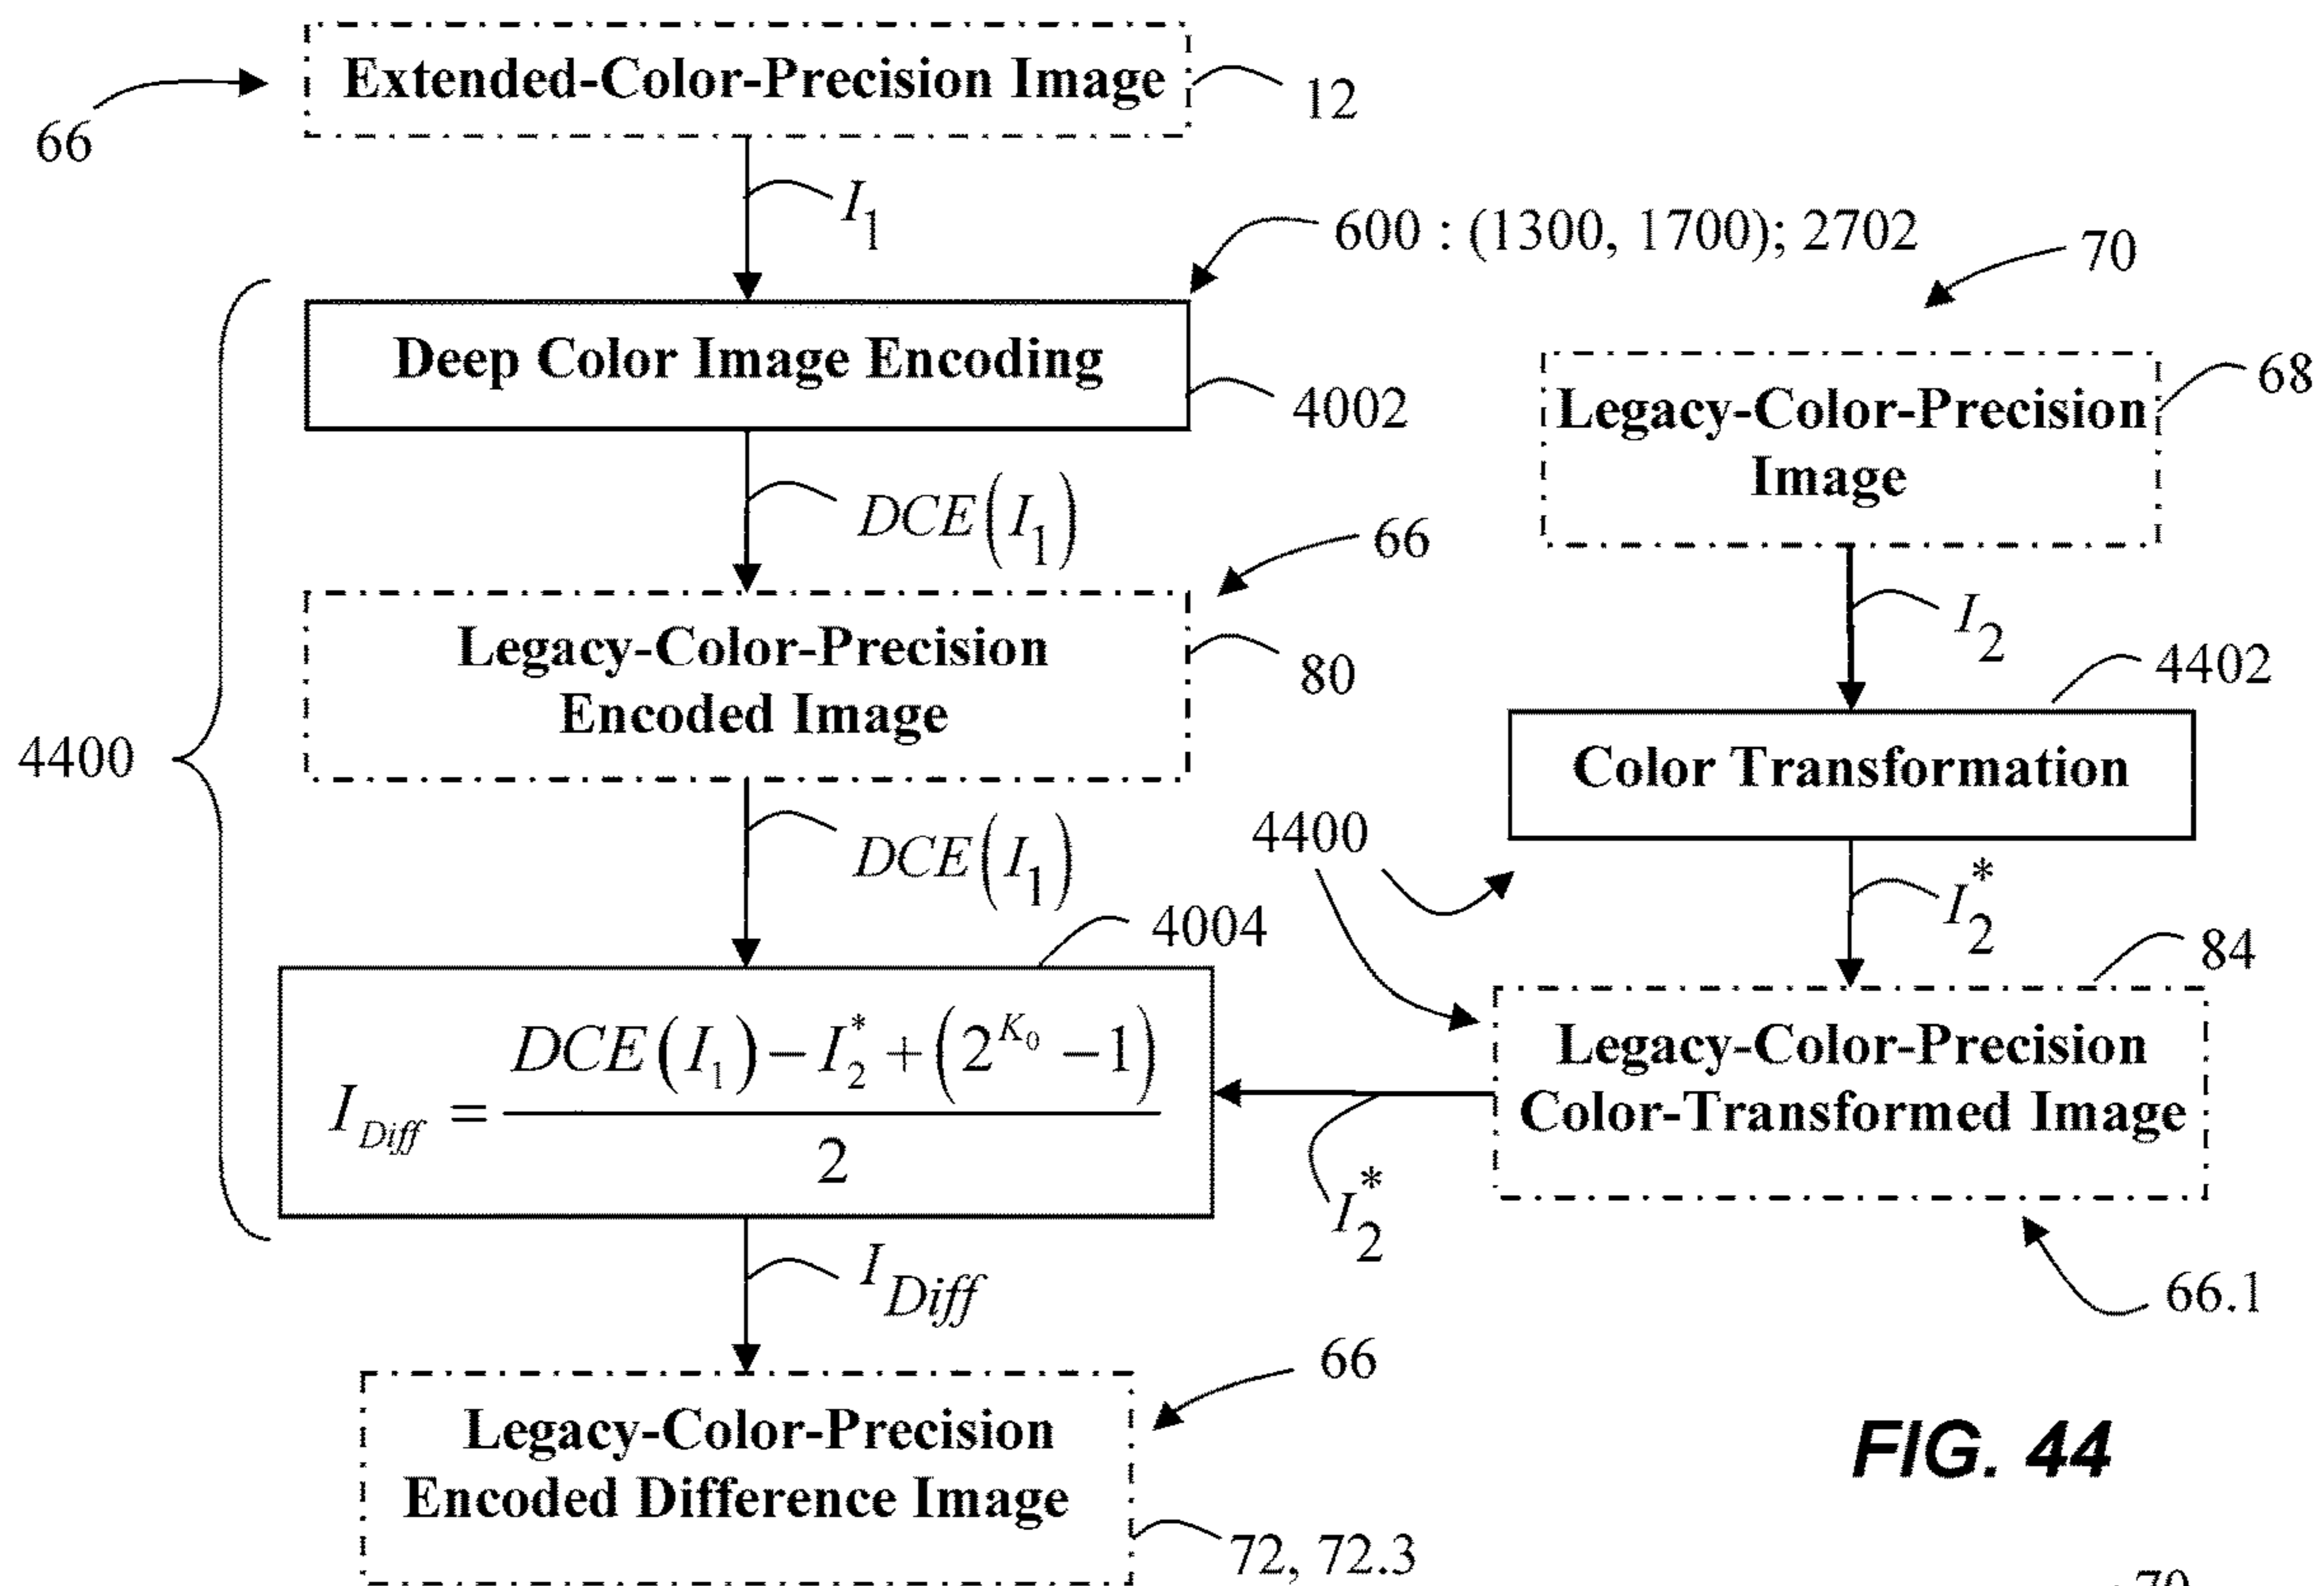 66
Extended-Color-Precision Image
12
I₁
600 : (1300, 1700); 2702
70
Deep Color Image Encoding
4002
Legacy-Color-Precision
Image
68
DCE(I₁)
66
I₂
Legacy-Color-Precision
Encoded Image
80
4402
4400
Color Transformation
DCE(I₁)
4400
I₂*
4004
84
I_Diff = (DCE(I₁) − I₂* + (2^K₀ − 1)) / 2
Legacy-Color-Precision
Color-Transformed Image
I₂*
66.1
I_Diff
66
Legacy-Color-Precision
Encoded Difference Image
72, 72.3
FIG. 44
70